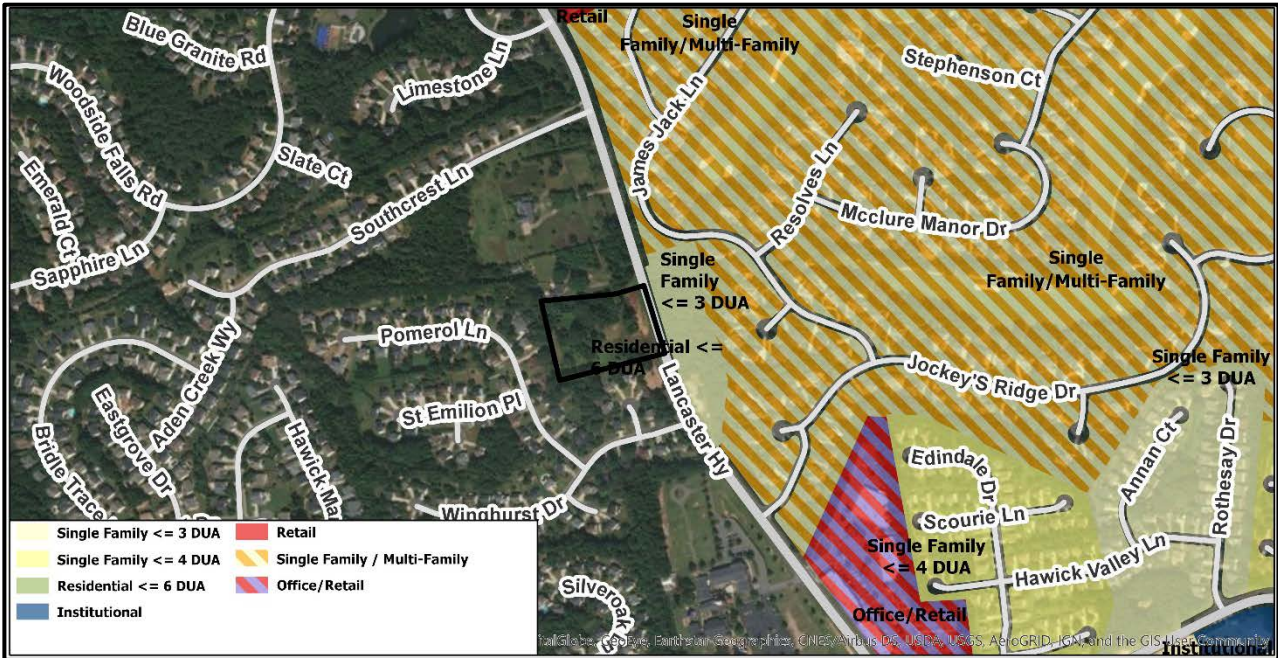 Retail
Single
Family/Multi-Family
Blue Granite Rd
Limestone Ln
Stephenson Ct
Woodside Falls Rd
James Jack Ln
Slate Ct
Emerald Ct
Southcrest Ln
Resolves Ln
Mcclure Manor Dr
Sapphire Ln
Single
Family
<= 3 DUA
Single
Family/Multi-Family
Pomerol Ln
Residential <=
6 DUA
Aden Creek Wy
Lancaster Hy
Jockey'S Ridge Dr
Single Family
<= 3 DUA
St Emilion Pl
Eastgrove Dr
Bridle Trace
Hawick Ma
Annan Ct
Rothesay Dr
Edindale Dr
Winghurst Dr
Scourie Ln
Single Family
<= 4 DUA
Hawick Valley Ln
Silveroak
Office/Retail
Single Family <= 3 DUA
Retail
Single Family <= 4 DUA
Single Family / Multi-Family
Residential <= 6 DUA
Office/Retail
Institutional
italGlobe, GeoEye, Earthstar Geographics, CNES/Airbus DS, USDA, USGS, AeroGRID, IGN, and the GIS User Community
Institutional